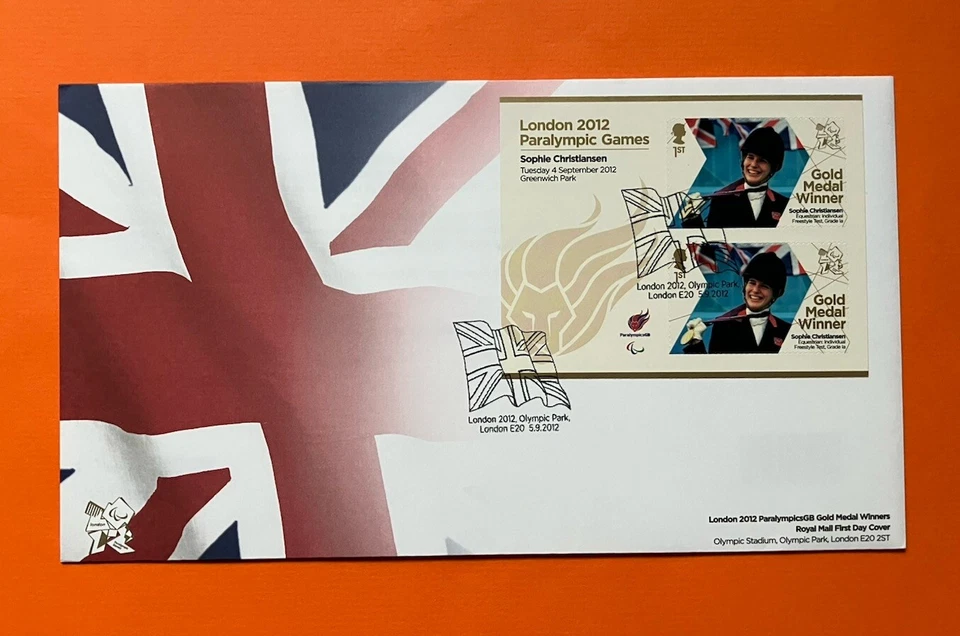 London 2012
Paralympic Games
Sophie Christiansen
Tuesday 4 September 2012
Greenwich Park
1ST
Gold
Medal
Winner
Sophie Christiansen
Equestrian: Individual
Freestyle Test, Grade Ia
1ST
Gold
Medal
Winner
Sophie Christiansen
Equestrian: Individual
Freestyle Test, Grade Ia
London 2012, Olympic Park,
London E20 5.9.2012
ParalympicsGB
London 2012, Olympic Park,
London E20 5.9.2012
london
London 2012 ParalympicsGB Gold Medal Winners
Royal Mail First Day Cover
Olympic Stadium, Olympic Park, London E20 2ST